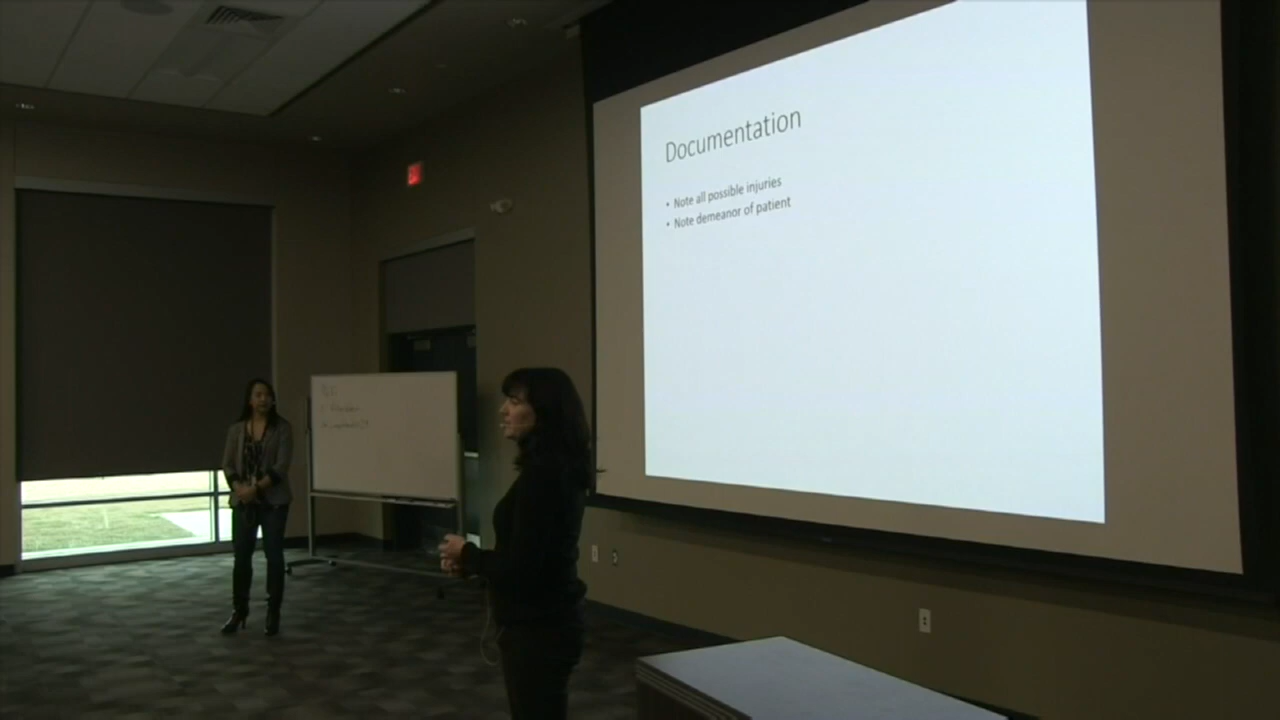 Documentation
• Note all possible injuries
• Note demeanor of patient